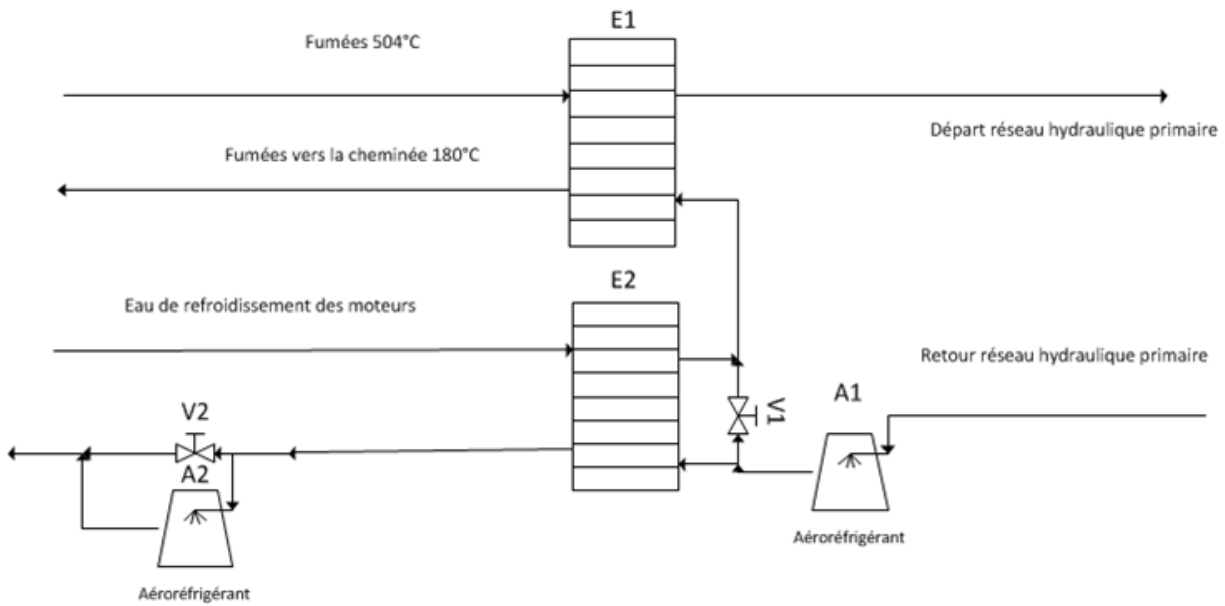 E1
Fumées 504°C
Départ réseau hydraulique primaire
Fumées vers la cheminée 180°C
E2
Eau de refroidissement des moteurs
Retour réseau hydraulique primaire
V1
A1
V2
A2
Aéroréfrigérant
Aéroréfrigérant